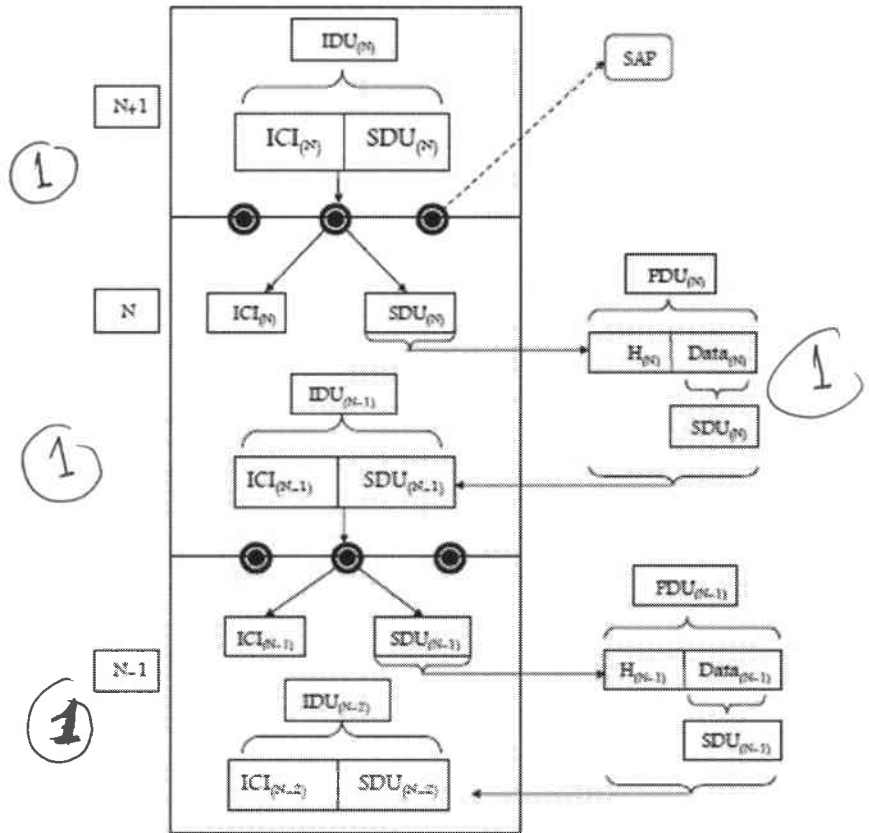 IDU(N)
SAP
N+1
ICI(N) SDU(N)
1
N
ICI(N) SDU(N)
PDU(N)
H(N) Data(N)
1
IDU(N-1)
SDU(N)
1
ICI(N-1) SDU(N-1)
PDU(N-1)
ICI(N-1) SDU(N-1)
N-1
H(N-1) Data(N-1)
1
IDU(N-2)
SDU(N-1)
ICI(N-2) SDU(N-2)